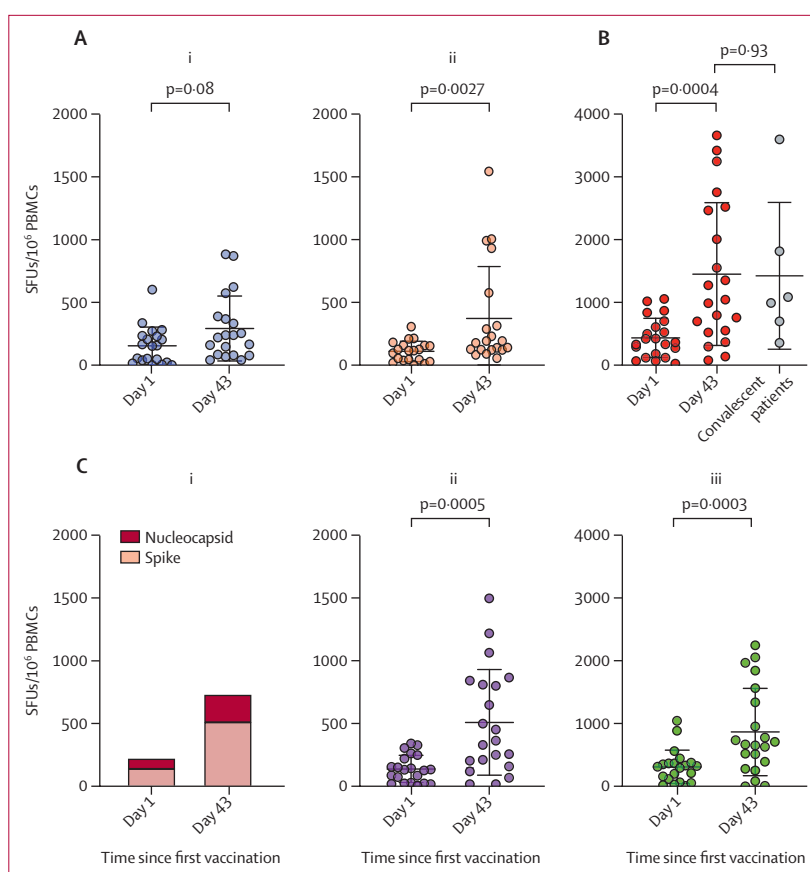 A
i
p=0·08
2000
1500
1000
500
0
SFUs/10⁶ PBMCs
Day 1
Day 43
ii
p=0·0027
2000
1500
1000
500
0
Day 1
Day 43
B
p=0·93
p=0·0004
4000
3000
2000
1000
0
Day 1
Day 43
Convalescent
patients
C
i
Nucleocapsid
Spike
2000
1500
1000
500
0
SFUs/10⁶ PBMCs
Day 1
Day 43
Time since first vaccination
ii
p=0·0005
2000
1500
1000
500
0
Day 1
Day 43
Time since first vaccination
iii
p=0·0003
4000
3000
2000
1000
0
Day 1
Day 43
Time since first vaccination